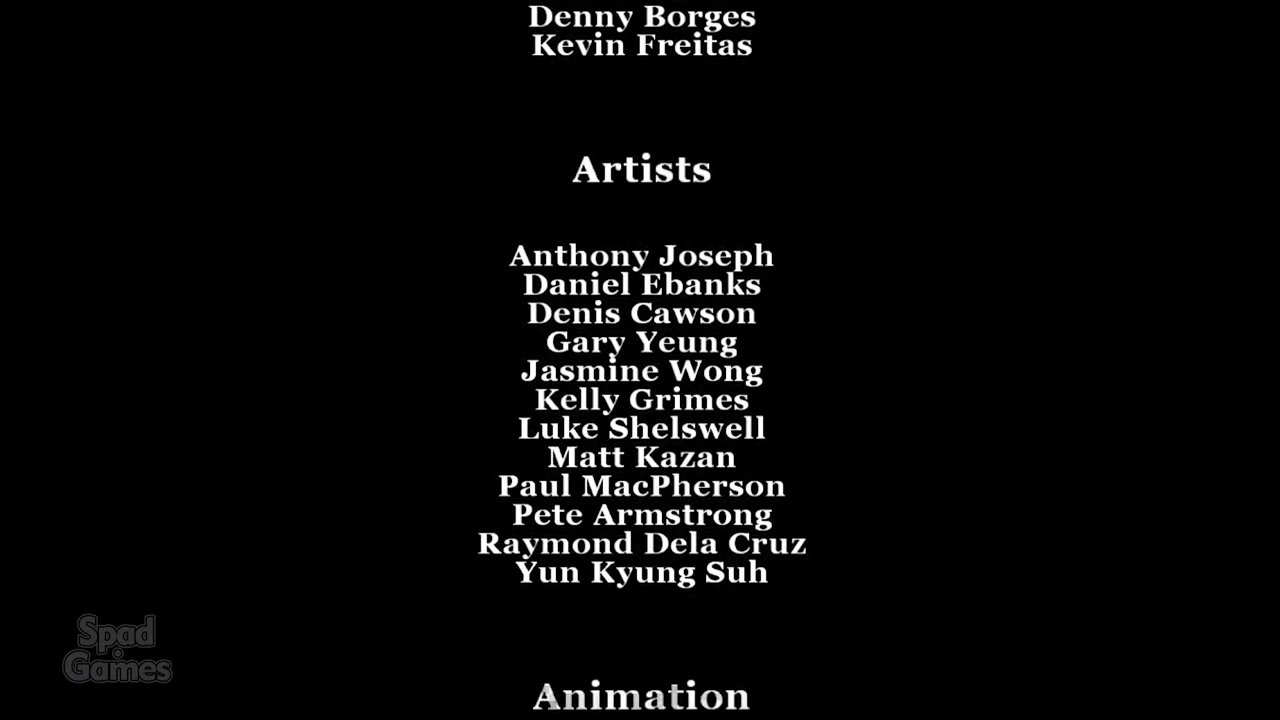 Denny Borges
Kevin Freitas
Artists
Anthony Joseph
Daniel Ebanks
Denis Cawson
Gary Yeung
Jasmine Wong
Kelly Grimes
Luke Shelswell
Matt Kazan
Paul MacPherson
Pete Armstrong
Raymond Dela Cruz
Yun Kyung Suh
Spad
Games
Animation